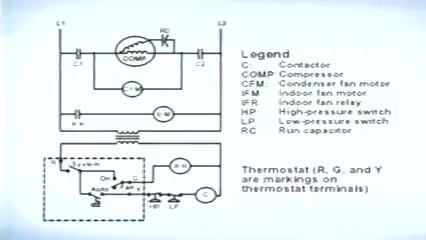 L1
L2
RC
COMP
C1
C2
CFM
IFR
IFM
R
System
On
G
Fan
Auto
Y
C
HP
LP
Legend
C: Contactor
COMP: Compressor
CFM: Condenser fan motor
IFM Indoor fan motor
IFR Indoor fan relay
HP High-pressure switch
LP Low-pressure switch
RC Run capacitor
Thermostat (R, G, and Y
are markings on
thermostat terminals)